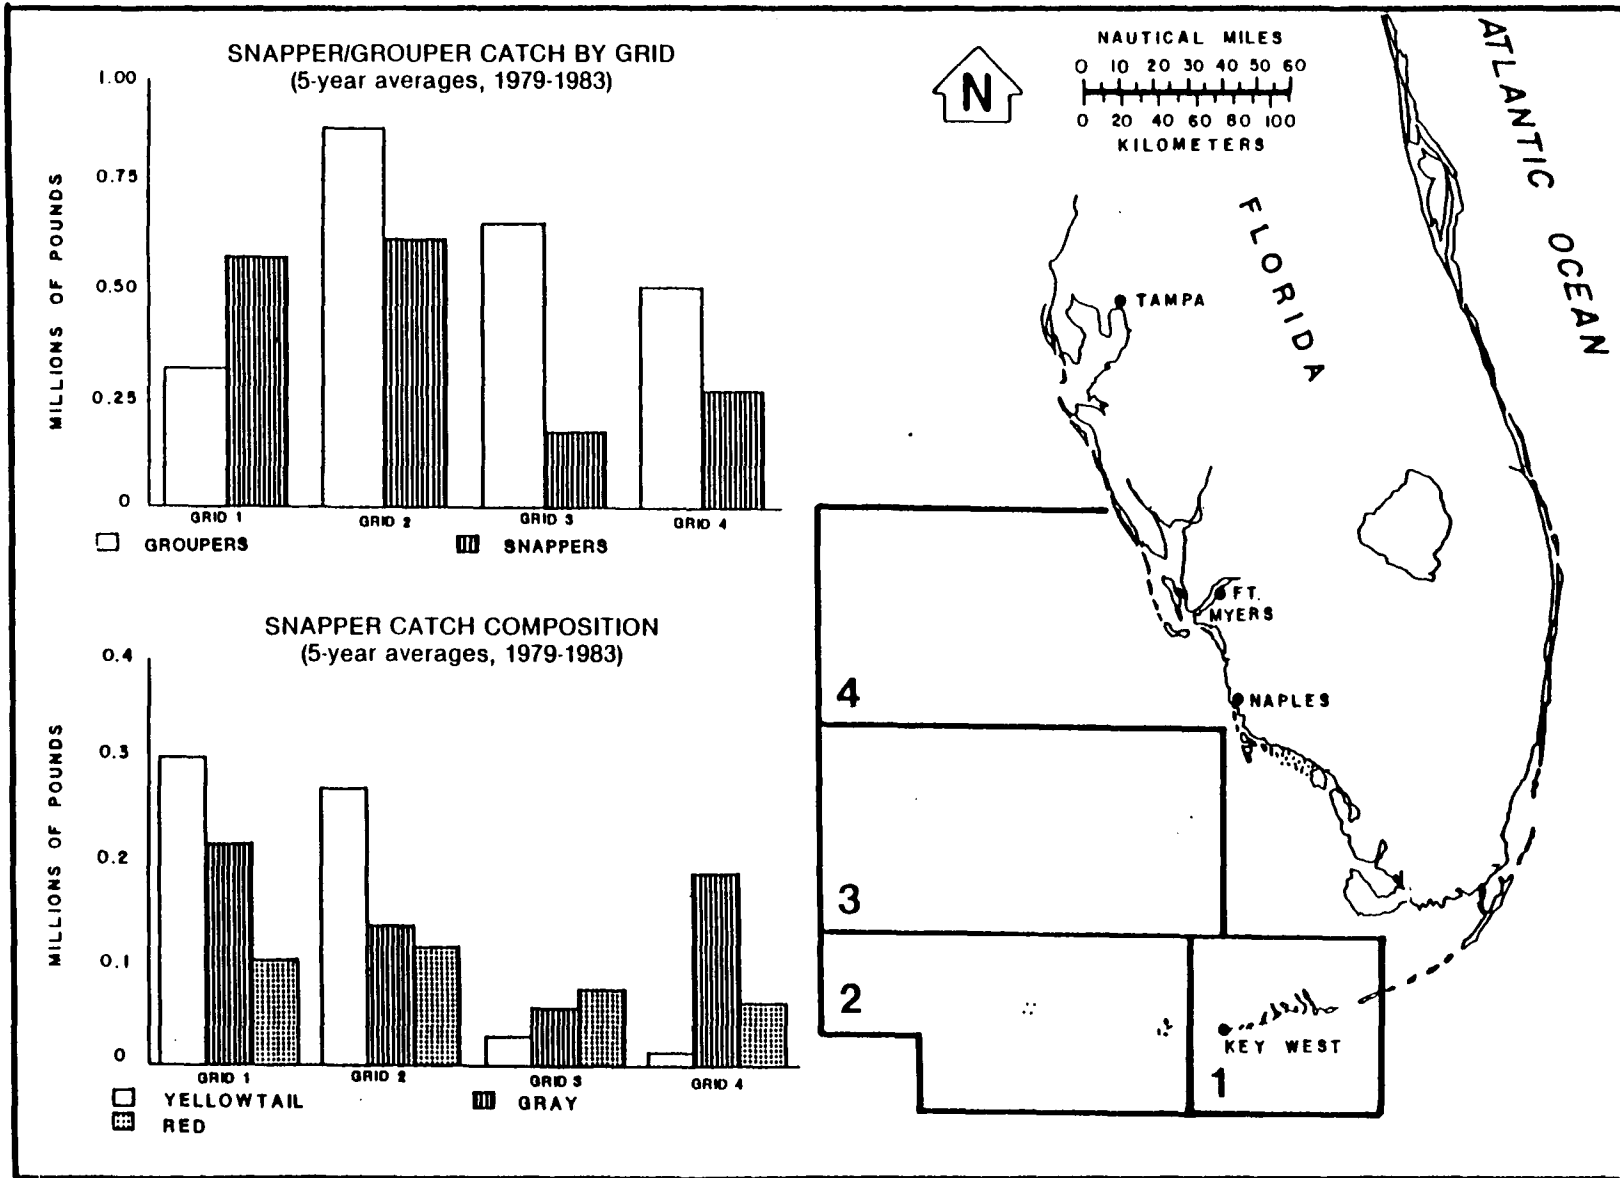 SNAPPER/GROUPER CATCH BY GRID
(5-year averages, 1979-1983)
MILLIONS OF POUNDS
1.00
0.75
0.50
0.25
0
GRID 1
GRID 2
GRID 3
GRID 4
GROUPERS
SNAPPERS
SNAPPER CATCH COMPOSITION
(5-year averages, 1979-1983)
MILLIONS OF POUNDS
0.4
0.3
0.2
0.1
0
GRID 1
GRID 2
GRID 3
GRID 4
YELLOWTAIL
GRAY
RED
N
NAUTICAL MILES
0 10 20 30 40 50 60
0 20 40 60 80 100
KILOMETERS
ATLANTIC OCEAN
FLORIDA
TAMPA
FT.
MYERS
NAPLES
KEY WEST
4
3
2
1